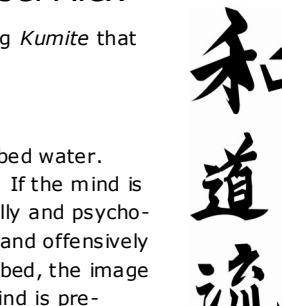 g Kumite that
bed water.
If the mind is
lly and psycho-
and offensively
bed, the image
ind is pre-
和
道
流